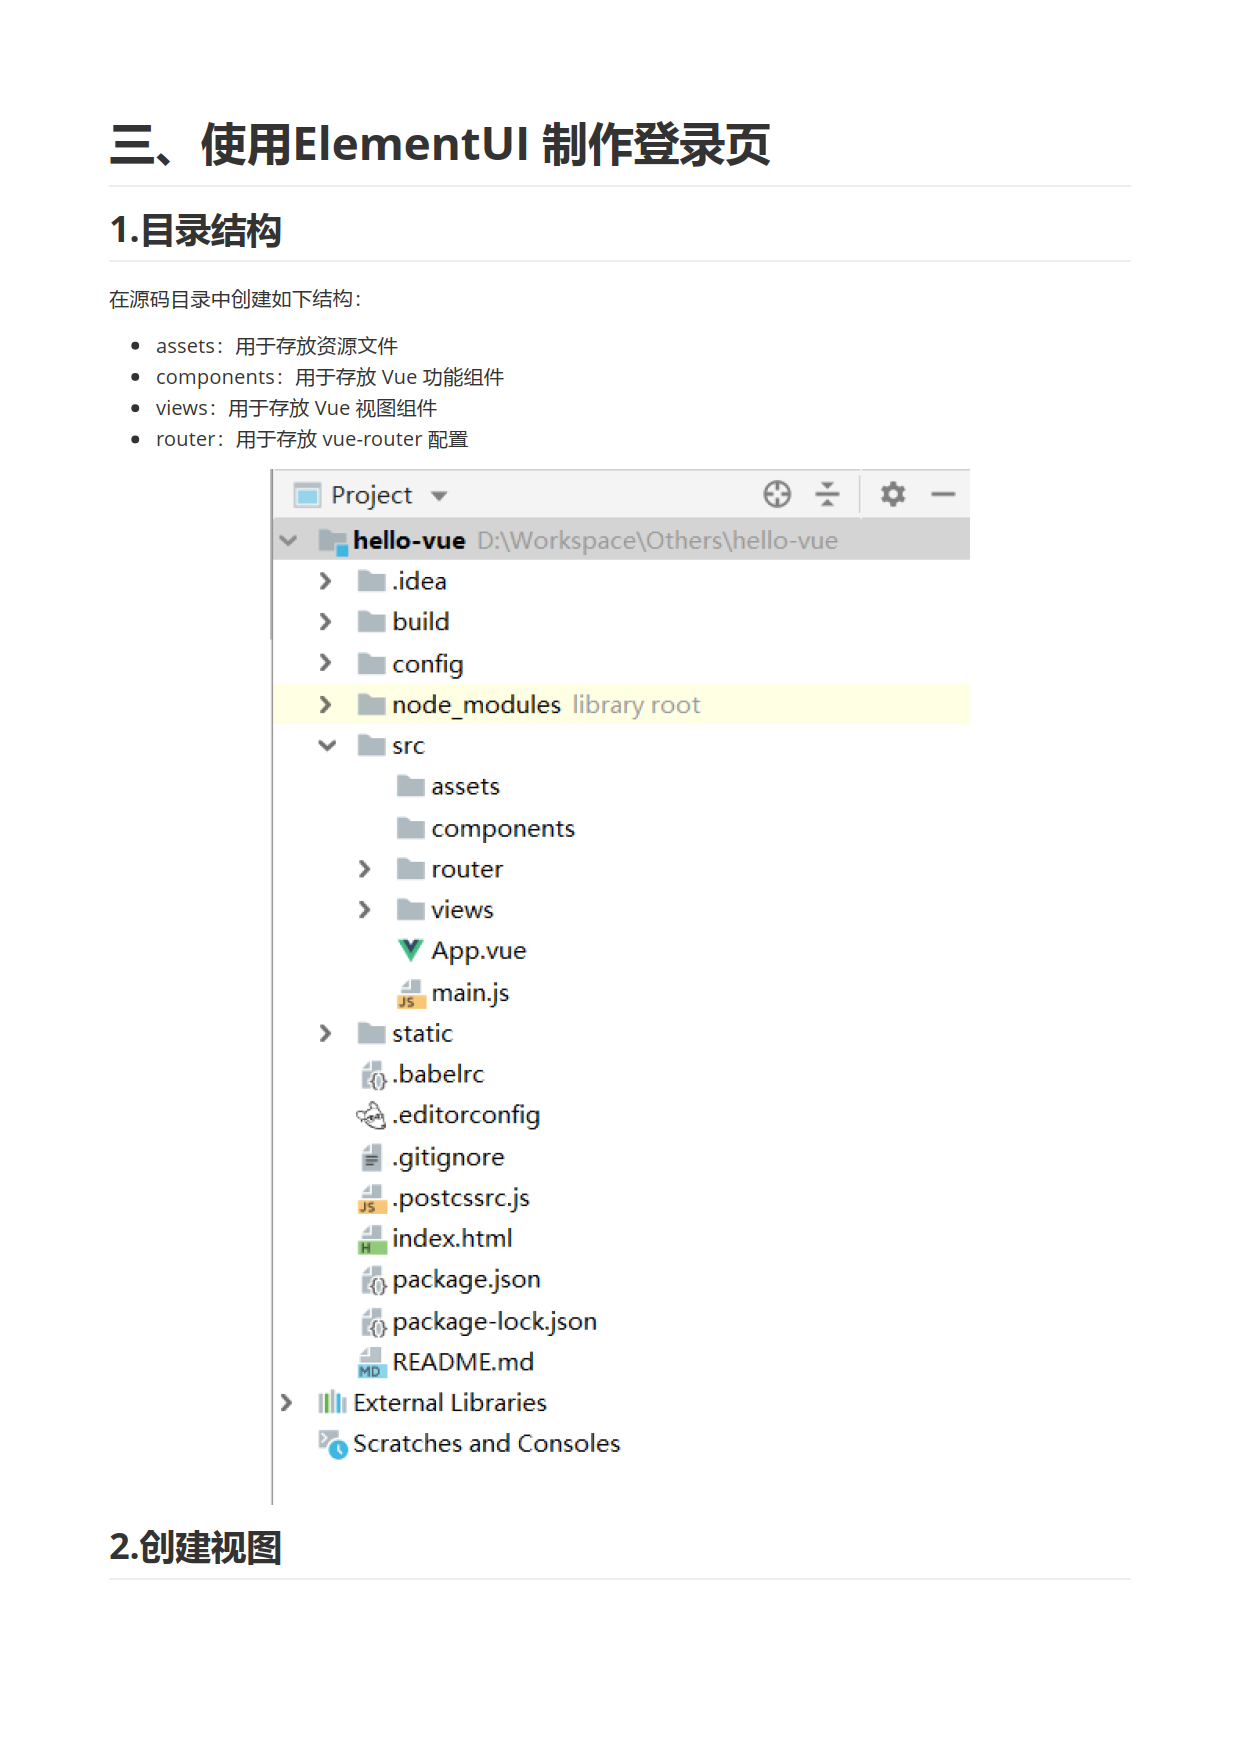 三、使用ElementUI 制作登录页
1.目录结构
在源码目录中创建如下结构：
assets：用于存放资源文件
components：用于存放 Vue 功能组件
views：用于存放 Vue 视图组件
router：用于存放 vue-router 配置
Project
hello-vue D:\Workspace\Others\hello-vue
.idea
build
config
node_modules library root
src
assets
components
router
views
App.vue
JS main.js
static
.babelrc
.editorconfig
.gitignore
JS .postcssrc.js
H index.html
package.json
package-lock.json
MD README.md
External Libraries
Scratches and Consoles
2.创建视图